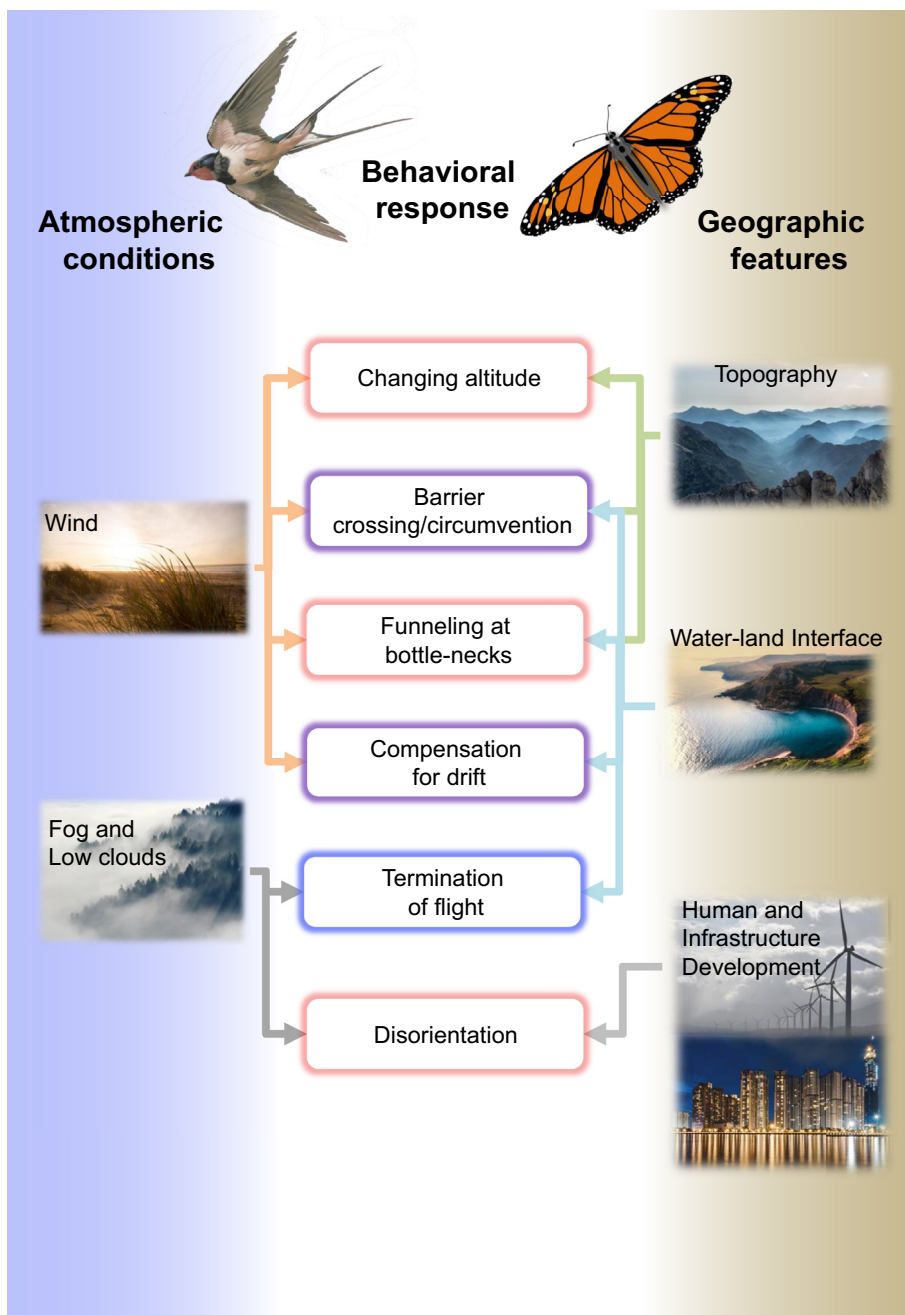 Behavioral
response
Atmospheric
conditions
Geographic
features
Changing altitude
Topography
Barrier
crossing/circumvention
Wind
Funneling at
bottle-necks
Water-land Interface
Compensation
for drift
Fog and
Low clouds
Termination
of flight
Human and
Infrastructure
Development
Disorientation